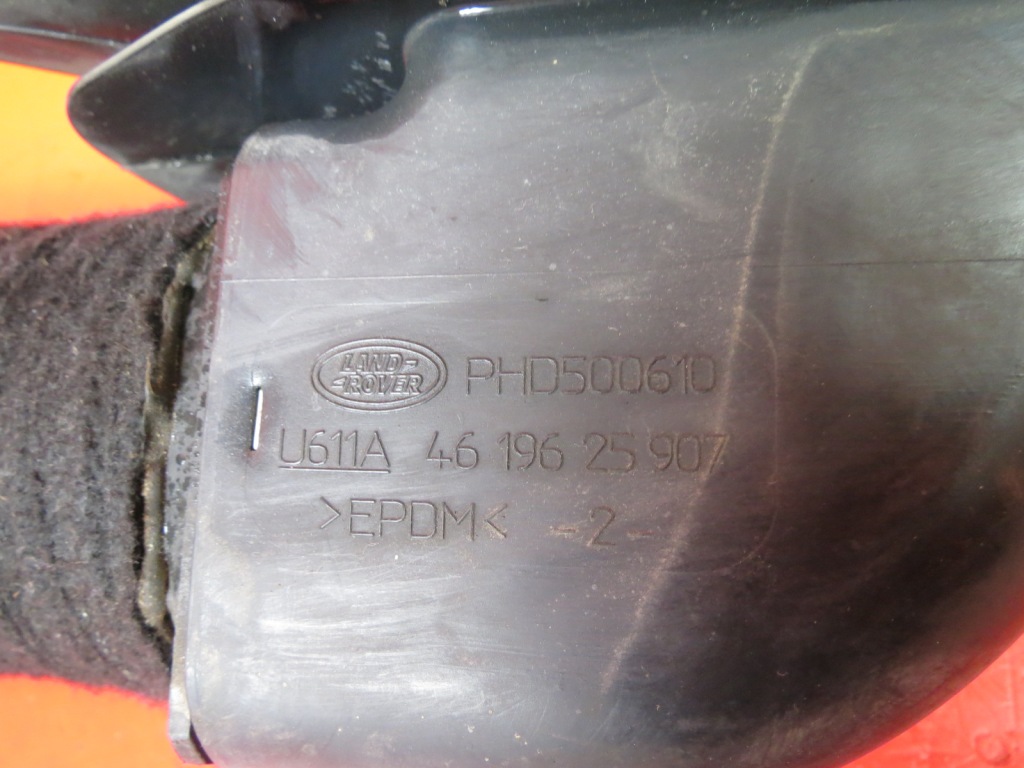 LAND-
-ROVER PHD500610
U611A 46 196 25 907
>EPDM< -2-